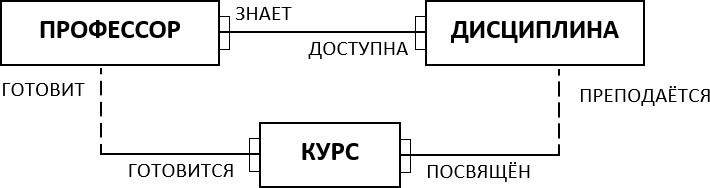 ПРОФЕССОР
ЗНАЕТ
ДОСТУПНА
ДИСЦИПЛИНА
ГОТОВИТ
ПРЕПОДАЁТСЯ
ГОТОВИТСЯ
КУРС
ПОСВЯЩЁН